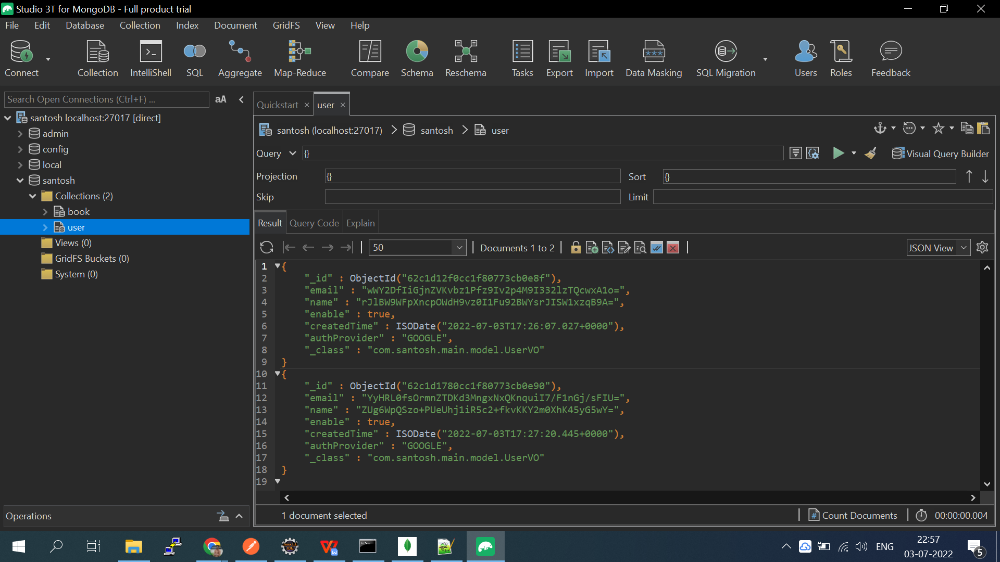 Studio 3T for MongoDB - Full product trial
File Edit Database Collection Index Document GridFS View Help
Connect Collection IntelliShell SQL Aggregate Map-Reduce Compare Schema Reschema Tasks Export Import Data Masking SQL Migration Users Roles Feedback
Search Open Connections (Ctrl+F) ... aA
santosh localhost:27017 [direct]
admin
config
local
santosh
Collections (2)
book
user
Views (0)
GridFS Buckets (0)
System (0)
Operations
Quickstart × user ×
santosh (localhost:27017) > santosh > user
Query {} Visual Query Builder
Projection {} Sort {}
Skip Limit
Result Query Code Explain
50 Documents 1 to 2 JSON View
1 {
2 "_id" : ObjectId("62c1d12f0cc1f80773cb0e8f"),
3 "email" : "wWY2DfIiGjnZVKvbz1Pfz9Iv2p4M9I332lzTQcwxA1o=",
4 "name" : "rJlBW9WFpXncpOWdH9vz0I1Fu92BWYsrJISW1xzqB9A=",
5 "enable" : true,
6 "createdTime" : ISODate("2022-07-03T17:26:07.027+0000"),
7 "authProvider" : "GOOGLE",
8 "_class" : "com.santosh.main.model.UserVO"
9 }
10 {
11 "_id" : ObjectId("62c1d1780cc1f80773cb0e90"),
12 "email" : "YyHRL0fsOrmnZTDKd3MngxNxQKnquiI7/F1nGj/sFIU=",
13 "name" : "ZUg6WpQSzo+PUeUhj1iR5c2+fkvKKY2m0XhK45yG5wY=",
14 "enable" : true,
15 "createdTime" : ISODate("2022-07-03T17:27:20.445+0000"),
16 "authProvider" : "GOOGLE",
17 "_class" : "com.santosh.main.model.UserVO"
18 }
19
1 document selected Count Documents 00:00:00.004
ENG 22:57
03-07-2022 5